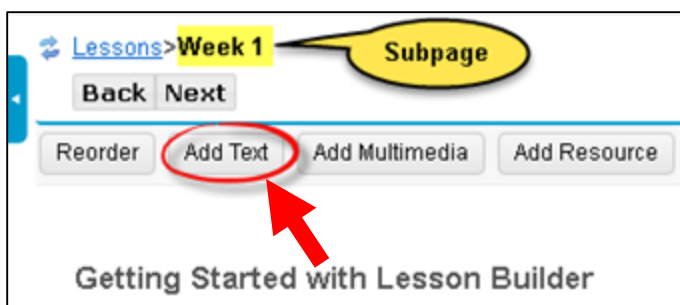 Lessons>Week 1 Subpage
Back Next
Reorder Add Text Add Multimedia Add Resource
Getting Started with Lesson Builder